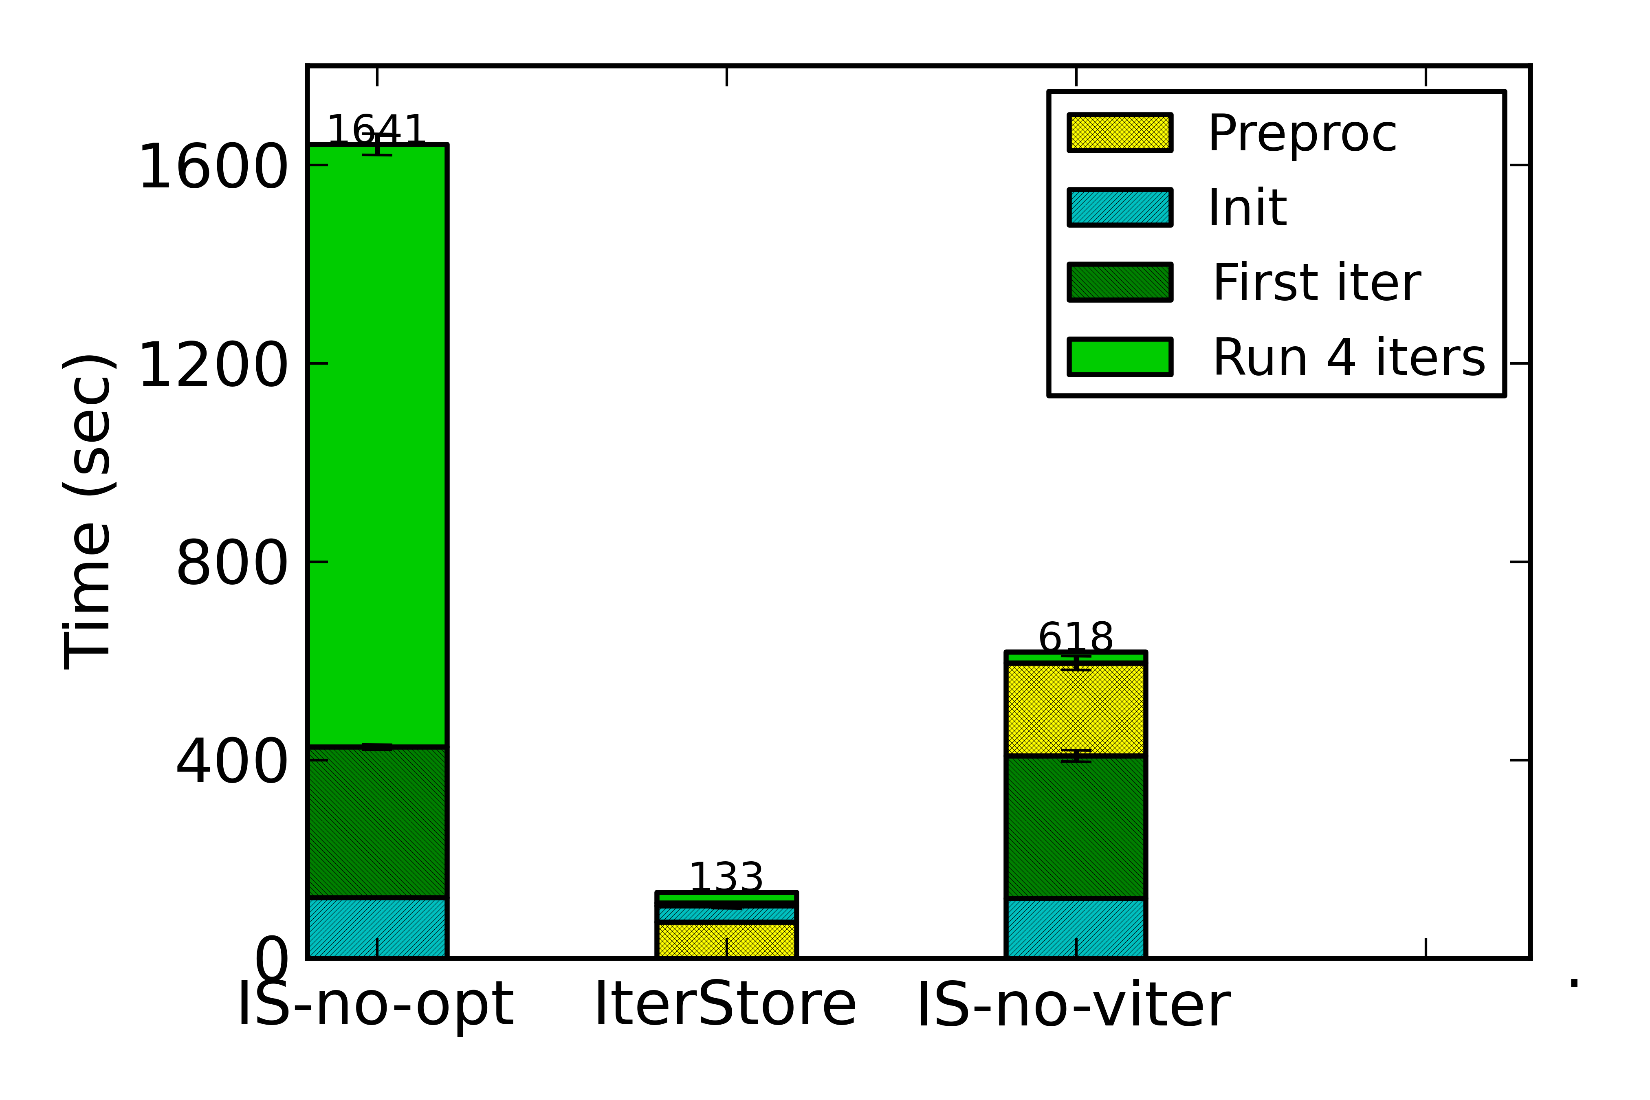 Time (sec)
1600
1200
800
400
0
1641
133
618
Preproc
Init
First iter
Run 4 iters
IS-no-opt
IterStore
IS-no-viter
.